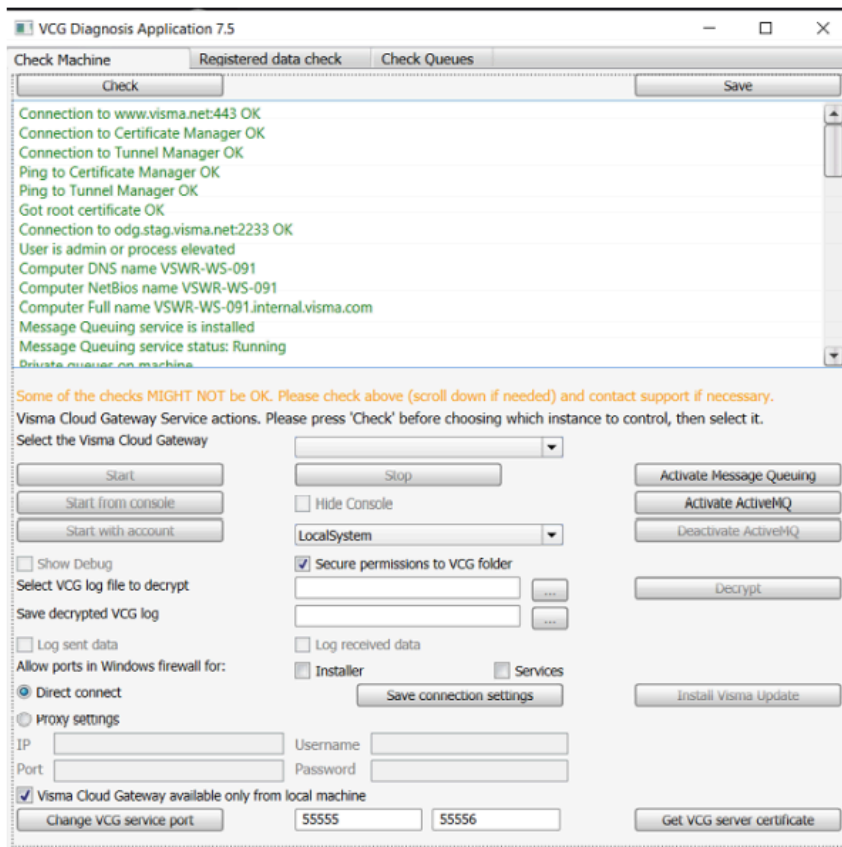 VCG Diagnosis Application 7.5
Check Machine Registered data check Check Queues
Check Save
Connection to www.visma.net:443 OK
Connection to Certificate Manager OK
Connection to Tunnel Manager OK
Ping to Certificate Manager OK
Ping to Tunnel Manager OK
Got root certificate OK
Connection to odg.stag.visma.net:2233 OK
User is admin or process elevated
Computer DNS name VSWR-WS-091
Computer NetBios name VSWR-WS-091
Computer Full name VSWR-WS-091.internal.visma.com
Message Queuing service is installed
Message Queuing service status: Running
Private queues on machine
Some of the checks MIGHT NOT be OK. Please check above (scroll down if needed) and contact support if necessary.
Visma Cloud Gateway Service actions. Please press 'Check' before choosing which instance to control, then select it.
Select the Visma Cloud Gateway
Start Stop Activate Message Queuing
Start from console Hide Console Activate ActiveMQ
Start with account LocalSystem Deactivate ActiveMQ
Show Debug Secure permissions to VCG folder
Select VCG log file to decrypt ... Decrypt
Save decrypted VCG log ...
Log sent data Log received data
Allow ports in Windows firewall for: Installer Services
Direct connect Save connection settings Install Visma Update
Proxy settings
IP Username
Port Password
Visma Cloud Gateway available only from local machine
Change VCG service port 55555 55556 Get VCG server certificate